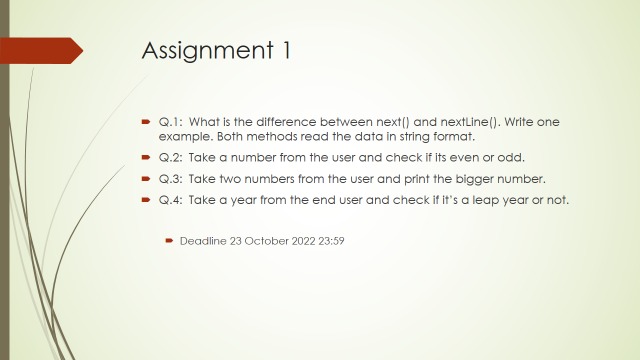 Assignment 1
Q.1: What is the difference between next() and nextLine(). Write one
example. Both methods read the data in string format.
Q.2: Take a number from the user and check if its even or odd.
Q.3: Take two numbers from the user and print the bigger number.
Q.4: Take a year from the end user and check if it's a leap year or not.
Deadline 23 October 2022 23:59